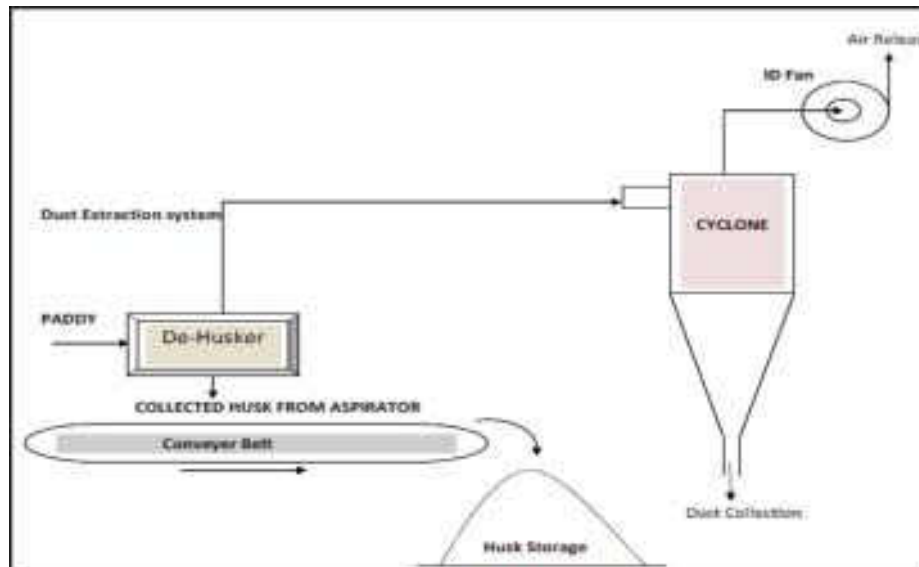 Air Releas
ID Fan
Dust Extraction system
CYCLONE
PADDY
De-Husker
COLLECTED HUSK FROM ASPIRATOR
Conveyer Belt
Dust Collection
Husk Storage